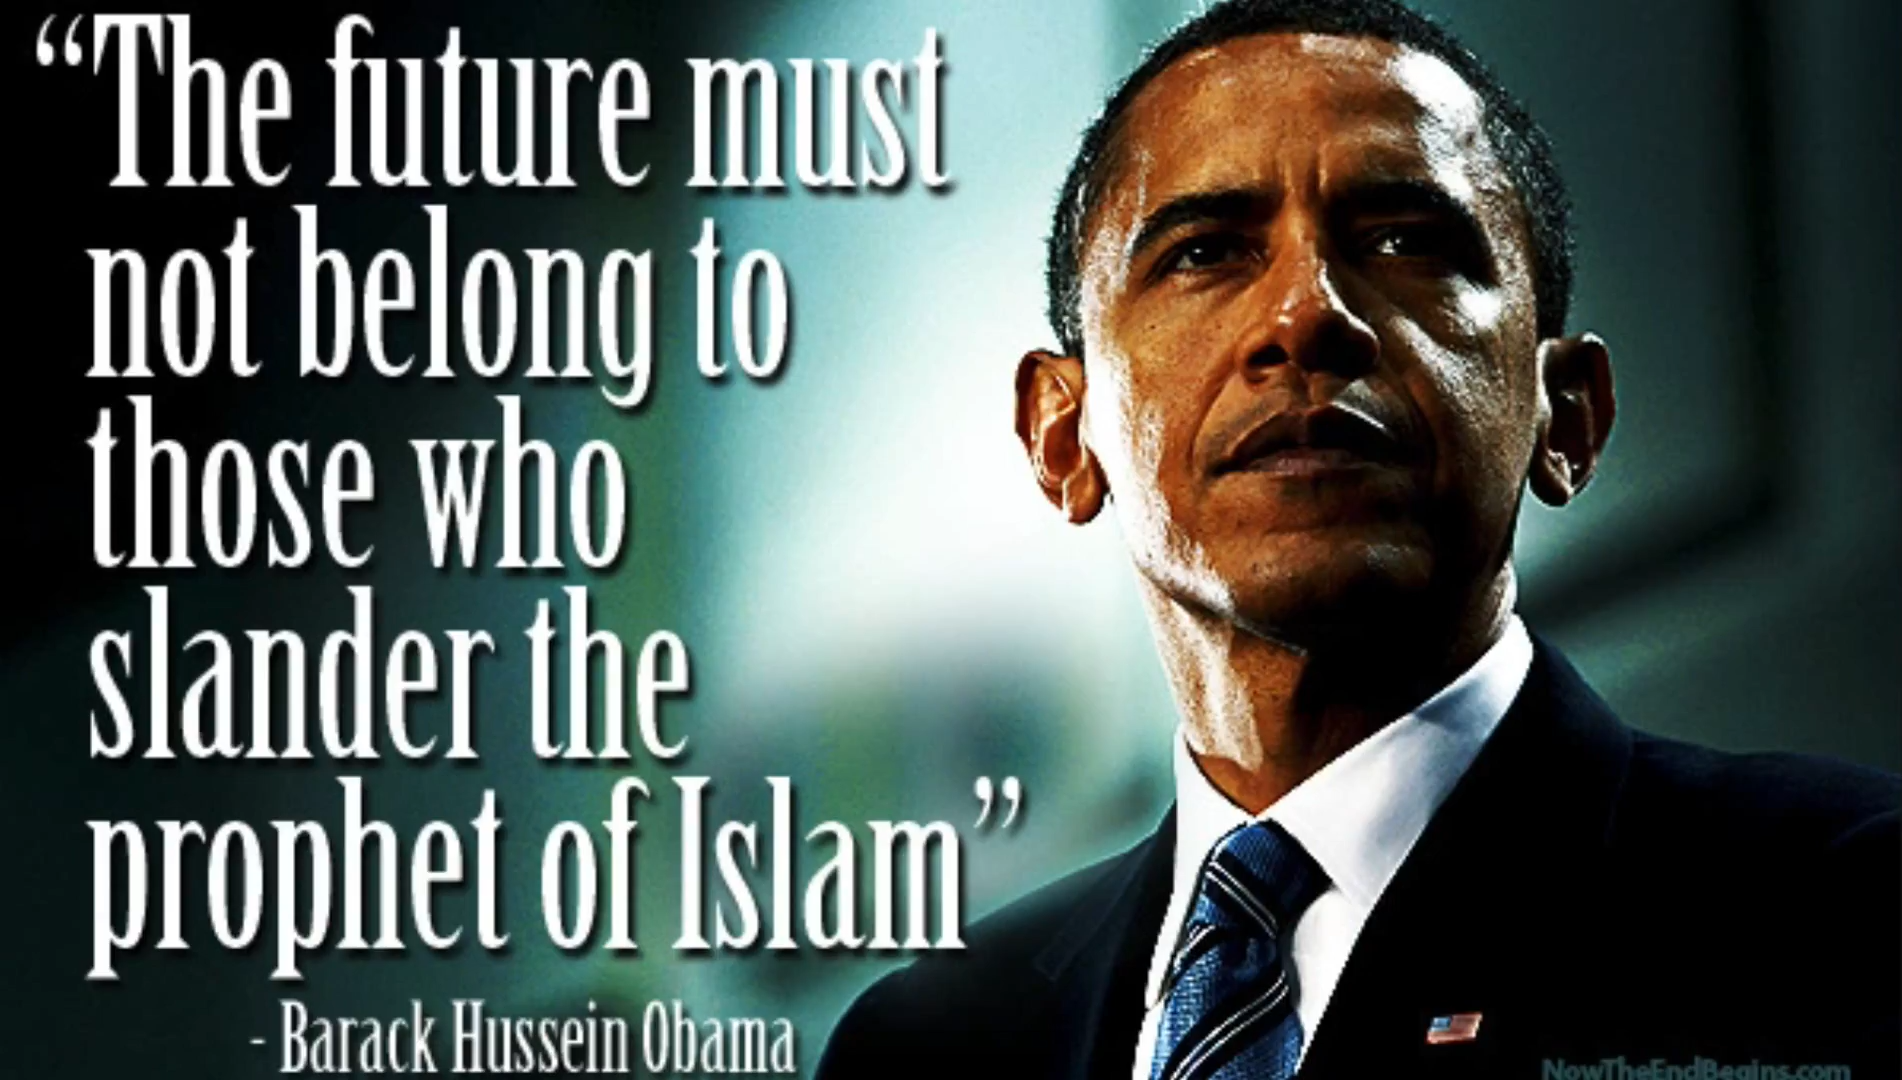 “The future must
not belong to
those who
slander the
prophet of Islam”
- Barack Hussein Obama
NowTheEndBegins.com